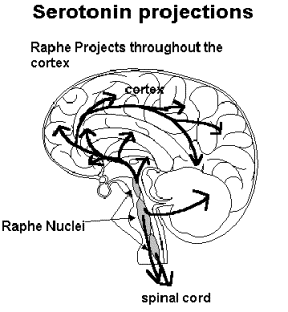 Serotonin projections
Raphe Projects throughout the
cortex
cortex
Raphe Nuclei
spinal cord